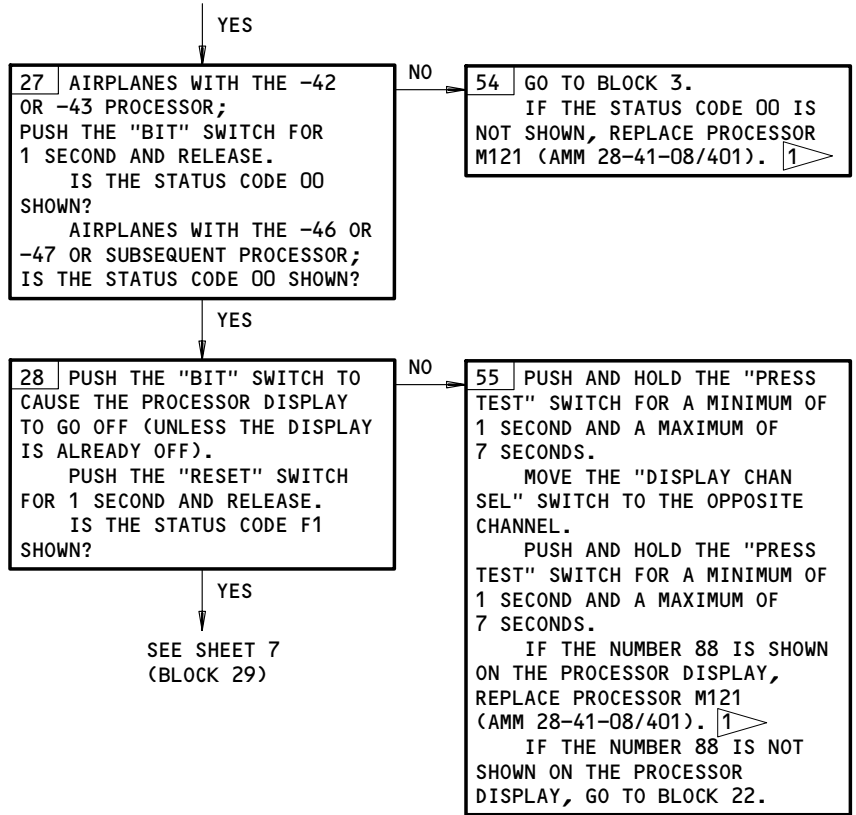 YES
27 AIRPLANES WITH THE -42
OR -43 PROCESSOR;
PUSH THE "BIT" SWITCH FOR
1 SECOND AND RELEASE.
IS THE STATUS CODE 00
SHOWN?
AIRPLANES WITH THE -46 OR
-47 OR SUBSEQUENT PROCESSOR;
IS THE STATUS CODE 00 SHOWN?
NO
54 GO TO BLOCK 3.
IF THE STATUS CODE 00 IS
NOT SHOWN, REPLACE PROCESSOR
M121 (AMM 28-41-08/401). 1
YES
28 PUSH THE "BIT" SWITCH TO
CAUSE THE PROCESSOR DISPLAY
TO GO OFF (UNLESS THE DISPLAY
IS ALREADY OFF).
PUSH THE "RESET" SWITCH
FOR 1 SECOND AND RELEASE.
IS THE STATUS CODE F1
SHOWN?
NO
55 PUSH AND HOLD THE "PRESS
TEST" SWITCH FOR A MINIMUM OF
1 SECOND AND A MAXIMUM OF
7 SECONDS.
MOVE THE "DISPLAY CHAN
SEL" SWITCH TO THE OPPOSITE
CHANNEL.
PUSH AND HOLD THE "PRESS
TEST" SWITCH FOR A MINIMUM OF
1 SECOND AND A MAXIMUM OF
7 SECONDS.
IF THE NUMBER 88 IS SHOWN
ON THE PROCESSOR DISPLAY,
REPLACE PROCESSOR M121
(AMM 28-41-08/401). 1
IF THE NUMBER 88 IS NOT
SHOWN ON THE PROCESSOR
DISPLAY, GO TO BLOCK 22.
YES
SEE SHEET 7
(BLOCK 29)